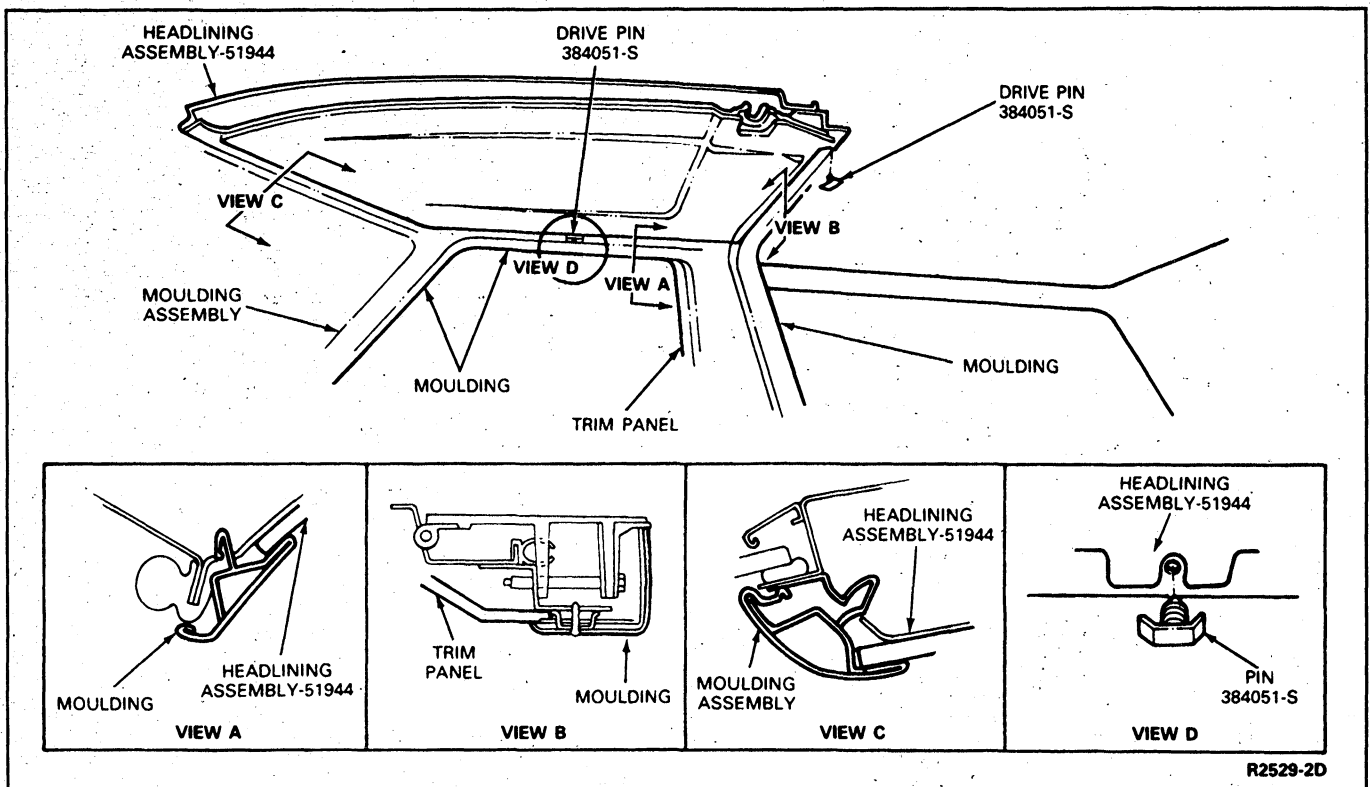 HEADLINING
ASSEMBLY-51944
DRIVE PIN
384051-S
DRIVE PIN
384051-S
VIEW C
VIEW B
VIEW D
VIEW A
MOULDING
ASSEMBLY
MOULDING
MOULDING
TRIM PANEL
MOULDING
HEADLINING
ASSEMBLY-51944
VIEW A
TRIM
PANEL
MOULDING
VIEW B
HEADLINING
ASSEMBLY-51944
MOULDING
ASSEMBLY
VIEW C
HEADLINING
ASSEMBLY-51944
PIN
384051-S
VIEW D
R2529-2D